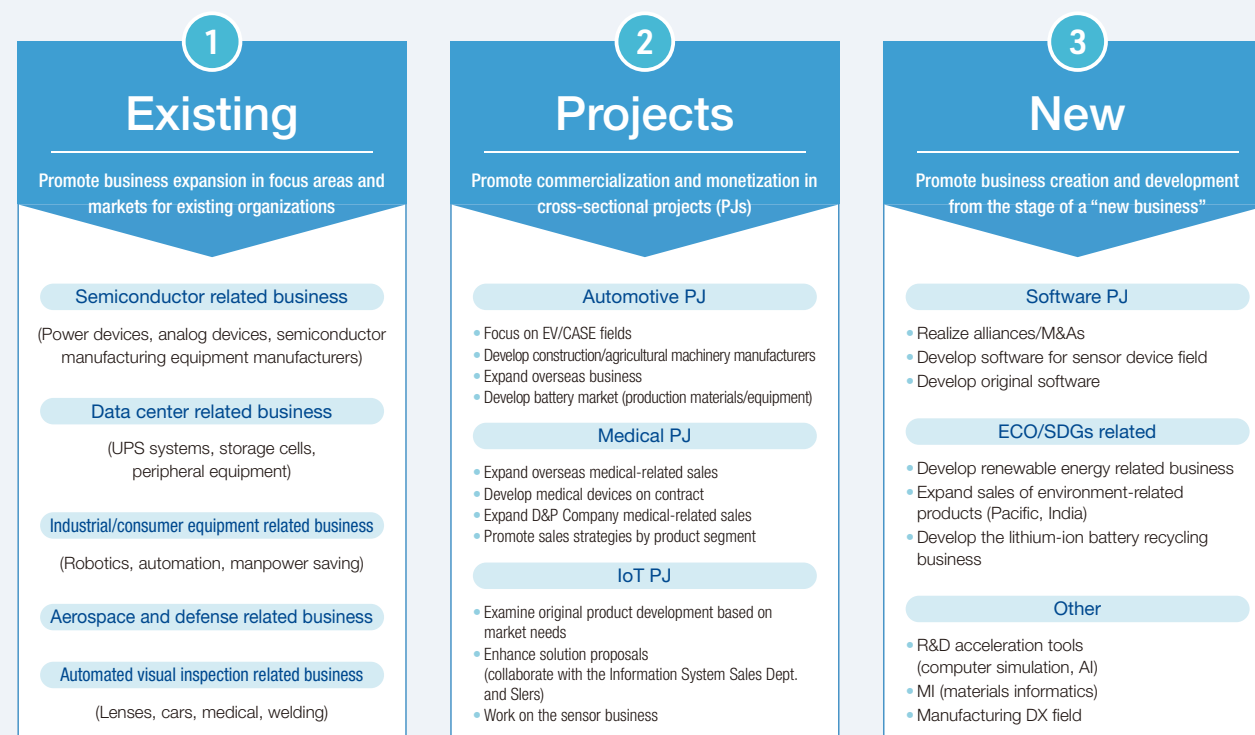 1
Existing
Promote business expansion in focus areas and
markets for existing organizations
Semiconductor related business
(Power devices, analog devices, semiconductor
manufacturing equipment manufacturers)
Data center related business
(UPS systems, storage cells,
peripheral equipment)
Industrial/consumer equipment related business
(Robotics, automation, manpower saving)
Aerospace and defense related business
Automated visual inspection related business
(Lenses, cars, medical, welding)
2
Projects
Promote commercialization and monetization in
cross-sectional projects (PJs)
Automotive PJ
• Focus on EV/CASE fields
• Develop construction/agricultural machinery manufacturers
• Expand overseas business
• Develop battery market (production materials/equipment)
Medical PJ
• Expand overseas medical-related sales
• Develop medical devices on contract
• Expand D&P Company medical-related sales
• Promote sales strategies by product segment
IoT PJ
• Examine original product development based on
market needs
• Enhance solution proposals
(collaborate with the Information System Sales Dept.
and SIers)
• Work on the sensor business
3
New
Promote business creation and development
from the stage of a “new business”
Software PJ
• Realize alliances/M&As
• Develop software for sensor device field
• Develop original software
ECO/SDGs related
• Develop renewable energy related business
• Expand sales of environment-related
products (Pacific, India)
• Develop the lithium-ion battery recycling
business
Other
• R&D acceleration tools
(computer simulation, AI)
• MI (materials informatics)
• Manufacturing DX field